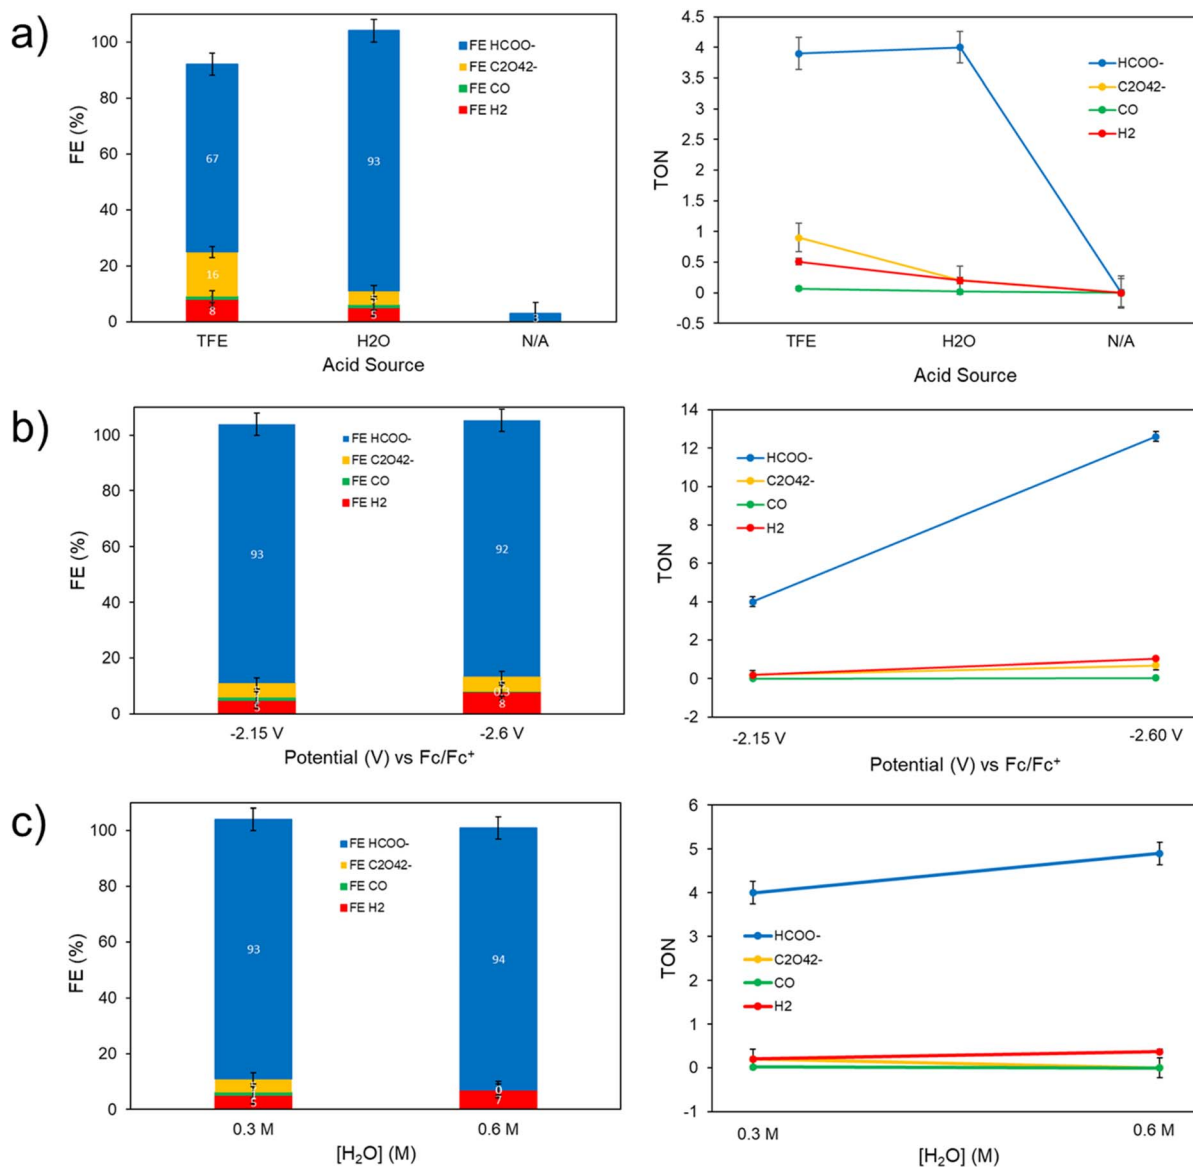 a)
FE (%)
100
80
60
40
20
0
FE HCOO-
FE C2O42-
FE CO
FE H2
67
16
8
93
5
3
TFE
H2O
N/A
Acid Source
TON
4.5
4
3.5
3
2.5
2
1.5
1
0.5
0
-0.5
HCOO-
C2O42-
CO
H2
TFE
H2O
N/A
Acid Source
b)
FE (%)
100
80
60
40
20
0
FE HCOO-
FE C2O42-
FE CO
FE H2
93
5
1
5
92
5
0.3
8
-2.15 V
-2.6 V
Potential (V) vs Fc/Fc⁺
TON
14
12
10
8
6
4
2
0
-2
HCOO-
C2O42-
CO
H2
-2.15 V
-2.60 V
Potential (V) vs Fc/Fc⁺
c)
FE (%)
100
80
60
40
20
0
FE HCOO-
FE C2O42-
FE CO
FE H2
93
5
1
5
94
0
7
0.3 M
0.6 M
[H₂O] (M)
TON
6
5
4
3
2
1
0
-1
HCOO-
C2O42-
CO
H2
0.3 M
0.6 M
[H₂O] (M)